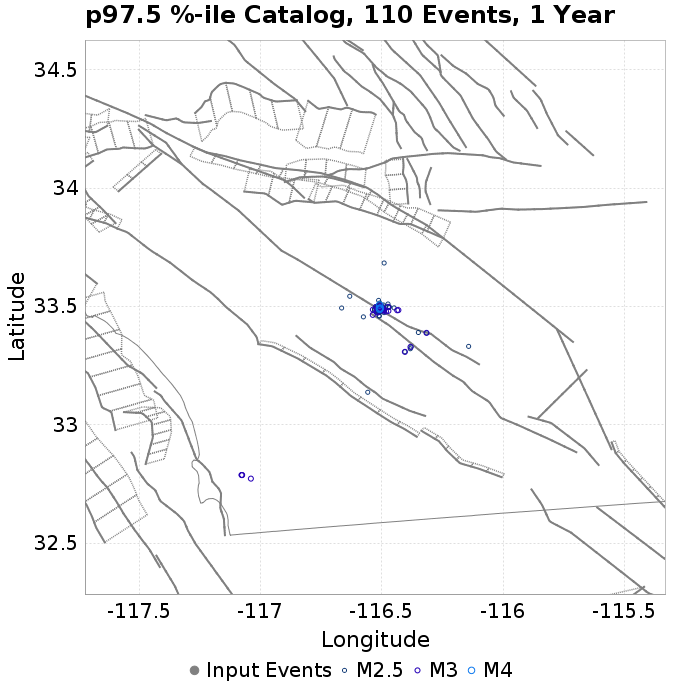 p97.5 %-ile Catalog, 110 Events, 1 Year
34.5
34
33.5
33
32.5
Latitude
-117.5 -117 -116.5 -116 -115.5
Longitude
Input Events M2.5 M3 M4